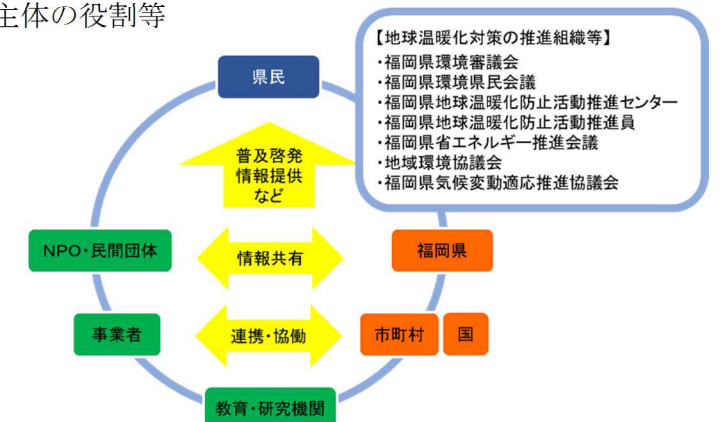 主体の役割等
【地球温暖化対策の推進組織等】
・福岡県環境審議会
・福岡県環境県民会議
・福岡県地球温暖化防止活動推進センター
・福岡県地球温暖化防止活動推進員
・福岡県省エネルギー推進会議
・地域環境協議会
・福岡県気候変動適応推進協議会
県民
普及啓発
情報提供
など
NPO・民間団体
情報共有
福岡県
事業者
連携・協働
市町村
国
教育・研究機関